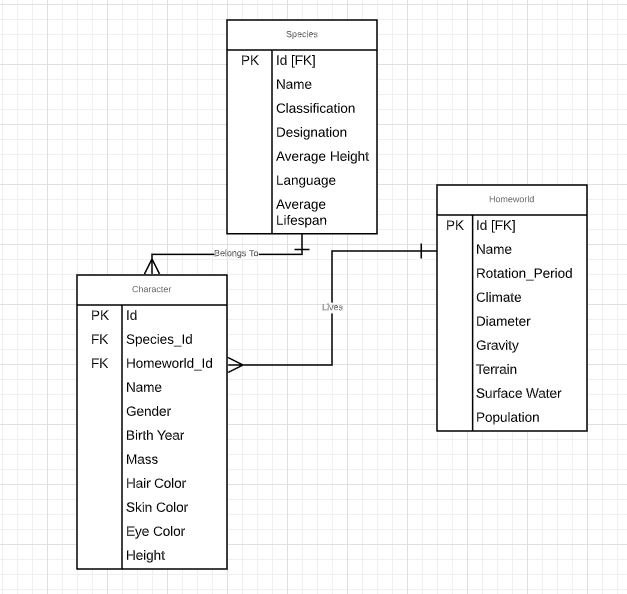 Species
PK Id [FK]
Name
Classification
Designation
Average Height
Language
Average
Lifespan
Belongs To
Homeworld
PK Id [FK]
Name
Rotation_Period
Climate
Diameter
Gravity
Terrain
Surface Water
Population
Lives
Character
PK Id
FK Species_Id
FK Homeworld_Id
Name
Gender
Birth Year
Mass
Hair Color
Skin Color
Eye Color
Height